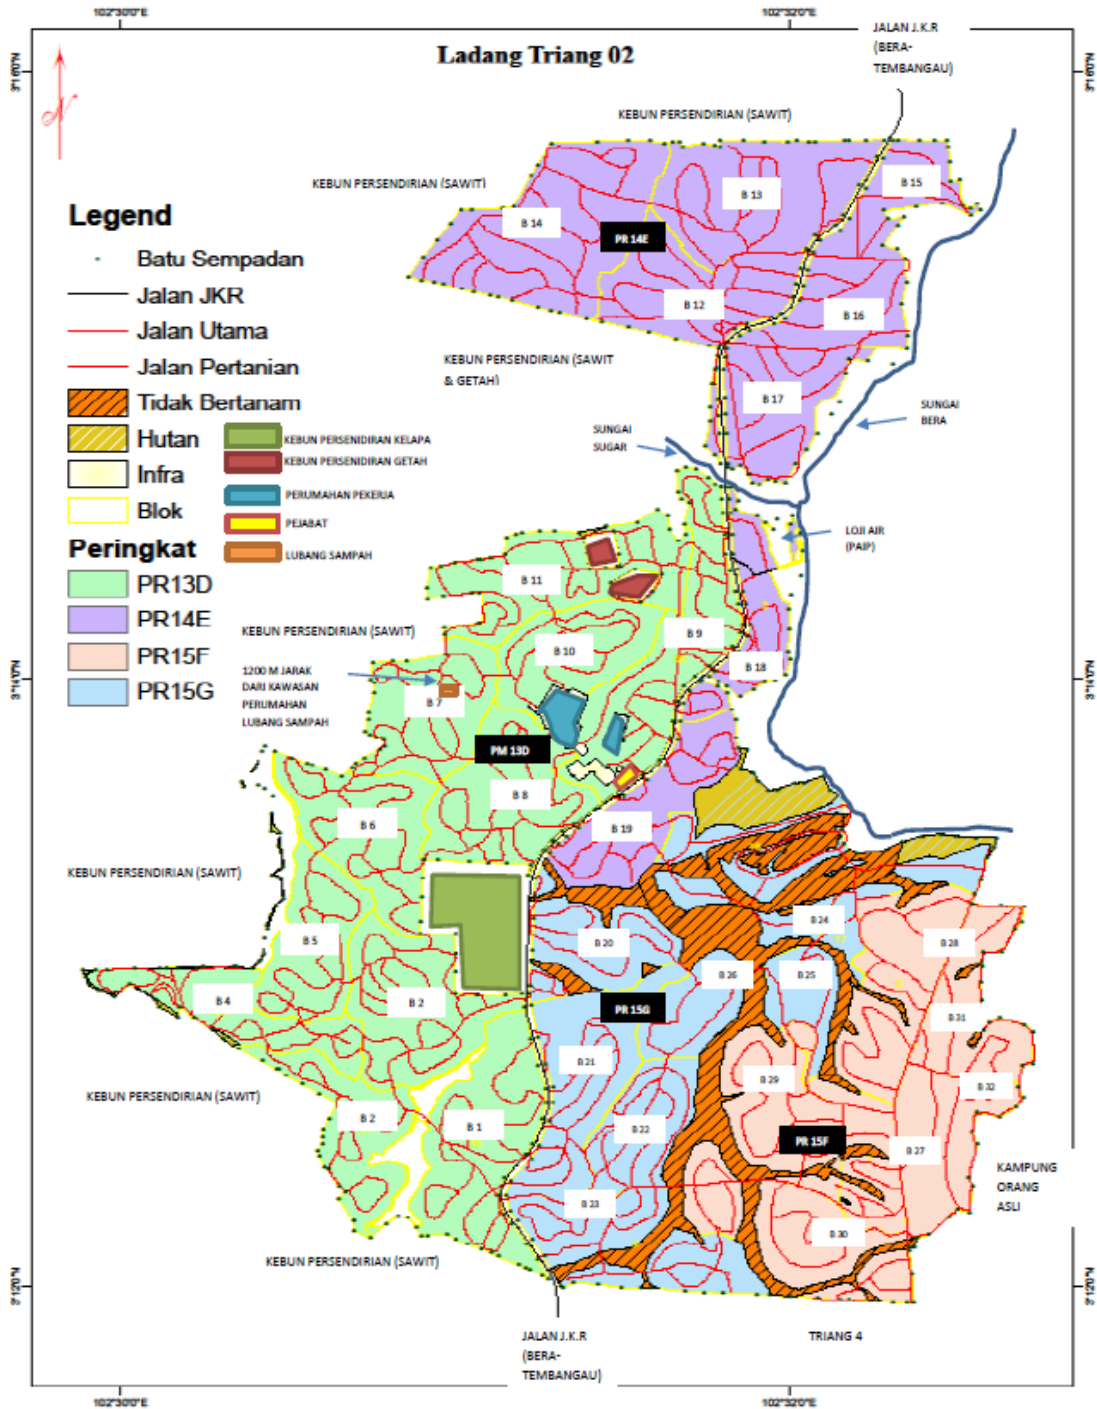 102°30'0"E
102°32'0"E
JALAN J.K.R
(BERA-
TEMBANGAU)
Ladang Triang 02
3°16'0"N
3°16'0"N
N
KEBUN PERSENDIRIAN (SAWIT)
KEBUN PERSENDIRIAN (SAWIT)
B 13
B 15
B 14
PR 14E
B 12
B 16
B 17
Legend
Batu Sempadan
Jalan JKR
Jalan Utama
Jalan Pertanian
Tidak Bertanam
Hutan
Infra
Blok
Peringkat
PR13D
PR14E
PR15F
PR15G
KEBUN PERSENDIRAN KELAPA
KEBUN PERSENDIRAN GETAH
PERUMAHAN PEKERJA
PEJABAT
LUBANG SAMPAH
KEBUN PERSENDIRIAN (SAWIT
& GETAH)
SUNGAI
SUGAR
SUNGAI
BERA
LOJI AIR
(PAIP)
B 11
KEBUN PERSENDIRIAN (SAWIT)
B 9
B 10
B 18
1200 M JARAK
DARI KAWASAN
PERUMAHAN
LUBANG SAMPAH
B 7
3°14'0"N
3°14'0"N
PM 13D
B 8
B 6
B 19
KEBUN PERSENDIRIAN (SAWIT)
B 5
B 20
B 24
B 28
B 26
B 25
B 4
B 2
PR 15G
B 31
B 21
B 29
B 32
KEBUN PERSENDIRIAN (SAWIT)
B 2
B 1
B 22
PR 15F
B 27
KAMPUNG
ORANG
ASLI
B 23
B 30
KEBUN PERSENDIRIAN (SAWIT)
3°12'0"N
3°12'0"N
JALAN J.K.R
(BERA-
TEMBANGAU)
TRIANG 4
102°30'0"E
102°32'0"E